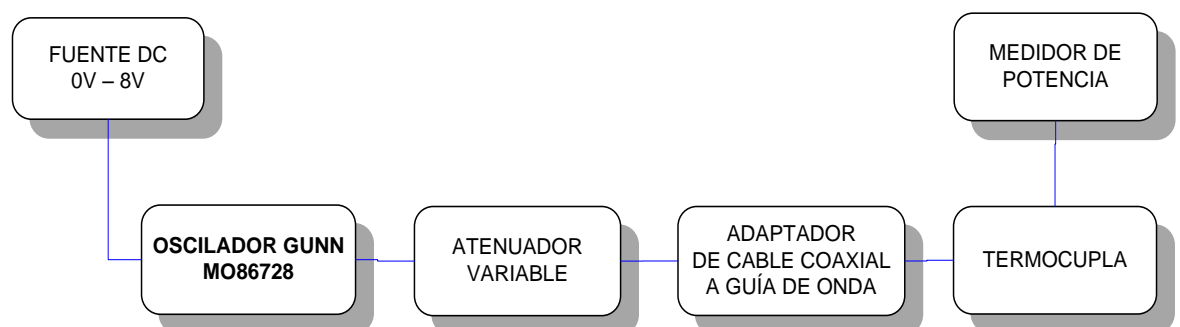 FUENTE DC
0V – 8V
MEDIDOR DE
POTENCIA
OSCILADOR GUNN
MO86728
ATENUADOR
VARIABLE
ADAPTADOR
DE CABLE COAXIAL
A GUÍA DE ONDA
TERMOCUPLA